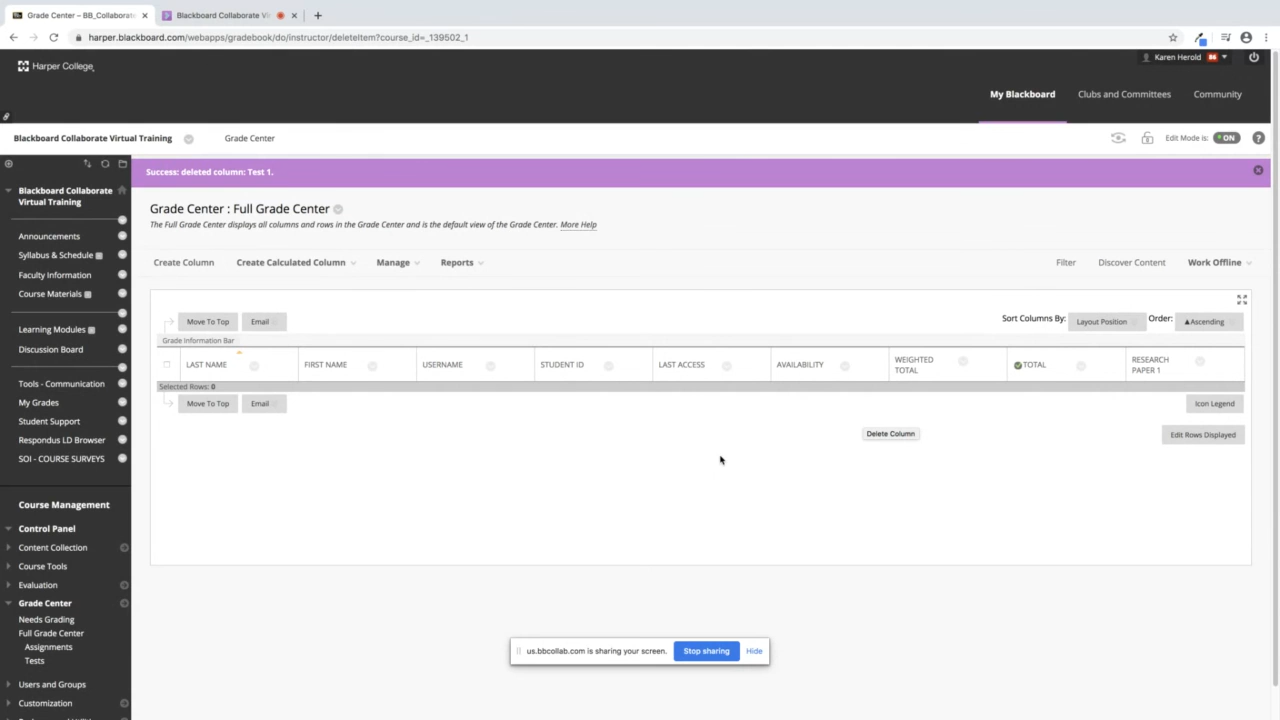 Grade Center – BB_Collaborate
Blackboard Collaborate Vi
harper.blackboard.com/webapps/gradebook/do/instructor/deleteItem?course_id=_139502_1
Harper College
Karen Herold
86
My Blackboard
Clubs and Committees
Community
Blackboard Collaborate Virtual Training
Grade Center
Edit Mode is:
ON
?
Success: deleted column: Test 1.
Blackboard Collaborate
Virtual Training
Announcements
Syllabus & Schedule
Faculty Information
Course Materials
Learning Modules
Discussion Board
Tools - Communication
My Grades
Student Support
Respondus LD Browser
SOI - COURSE SURVEYS
Course Management
Control Panel
Content Collection
Course Tools
Evaluation
Grade Center
Needs Grading
Full Grade Center
Assignments
Tests
Users and Groups
Customization
Grade Center : Full Grade Center
The Full Grade Center displays all columns and rows in the Grade Center and is the default view of the Grade Center. More Help
Create Column
Create Calculated Column
Manage
Reports
Filter
Discover Content
Work Offline
Move To Top
Email
Sort Columns By:
Layout Position
Order:
▲Ascending
Grade Information Bar
LAST NAME
FIRST NAME
USERNAME
STUDENT ID
LAST ACCESS
AVAILABILITY
WEIGHTED
TOTAL
TOTAL
RESEARCH
PAPER 1
Selected Rows: 0
Move To Top
Email
Icon Legend
Delete Column
Edit Rows Displayed
us.bbcollab.com is sharing your screen.
Stop sharing
Hide